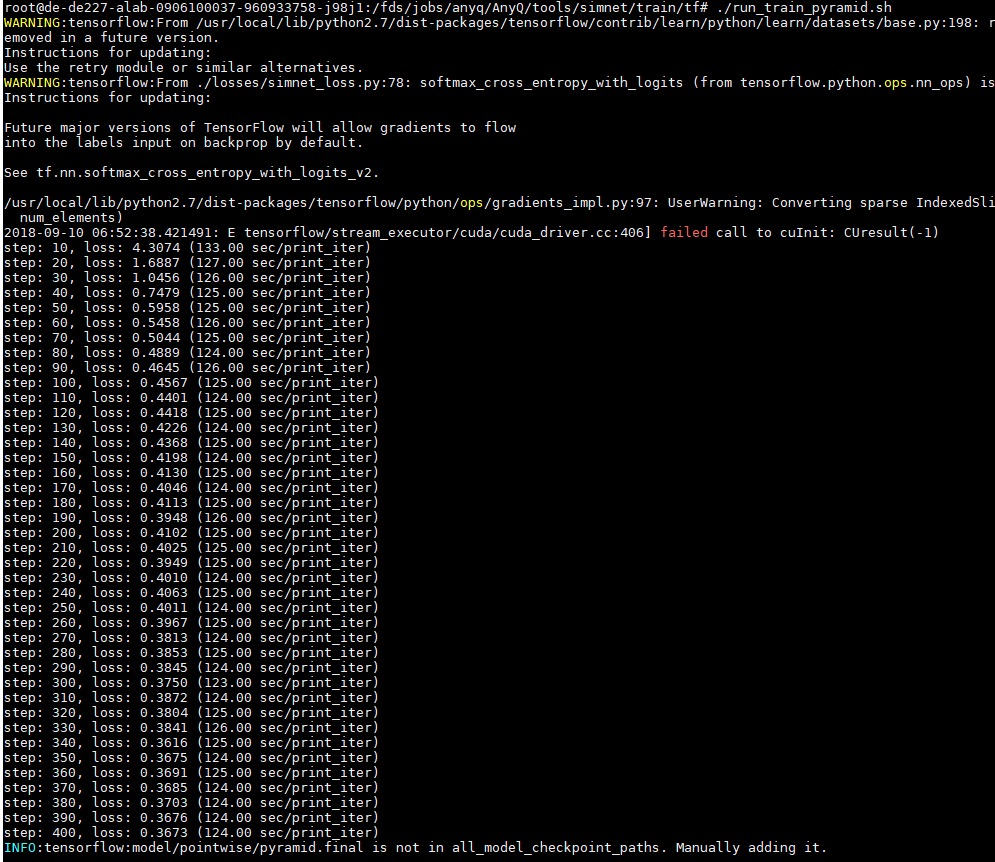 root@de-de227-alab-0906100037-960933758-j98j1:/fds/jobs/anyq/AnyQ/tools/simnet/train/tf# ./run_train_pyramid.sh
WARNING:tensorflow:From /usr/local/lib/python2.7/dist-packages/tensorflow/contrib/learn/python/learn/datasets/base.py:198: r
emoved in a future version.
Instructions for updating:
Use the retry module or similar alternatives.
WARNING:tensorflow:From ./losses/simnet_loss.py:78: softmax_cross_entropy_with_logits (from tensorflow.python.ops.nn_ops) is
Instructions for updating:
Future major versions of TensorFlow will allow gradients to flow
into the labels input on backprop by default.
See tf.nn.softmax_cross_entropy_with_logits_v2.
/usr/local/lib/python2.7/dist-packages/tensorflow/python/ops/gradients_impl.py:97: UserWarning: Converting sparse IndexedSli
num_elements)
2018-09-10 06:52:38.421491: E tensorflow/stream_executor/cuda/cuda_driver.cc:406] failed call to cuInit: CUresult(-1)
step: 10, loss: 4.3074 (133.00 sec/print_iter)
step: 20, loss: 1.6887 (127.00 sec/print_iter)
step: 30, loss: 1.0456 (126.00 sec/print_iter)
step: 40, loss: 0.7479 (125.00 sec/print_iter)
step: 50, loss: 0.5958 (125.00 sec/print_iter)
step: 60, loss: 0.5458 (126.00 sec/print_iter)
step: 70, loss: 0.5044 (125.00 sec/print_iter)
step: 80, loss: 0.4889 (124.00 sec/print_iter)
step: 90, loss: 0.4645 (126.00 sec/print_iter)
step: 100, loss: 0.4567 (125.00 sec/print_iter)
step: 110, loss: 0.4401 (124.00 sec/print_iter)
step: 120, loss: 0.4418 (125.00 sec/print_iter)
step: 130, loss: 0.4226 (124.00 sec/print_iter)
step: 140, loss: 0.4368 (125.00 sec/print_iter)
step: 150, loss: 0.4198 (124.00 sec/print_iter)
step: 160, loss: 0.4130 (125.00 sec/print_iter)
step: 170, loss: 0.4046 (124.00 sec/print_iter)
step: 180, loss: 0.4113 (125.00 sec/print_iter)
step: 190, loss: 0.3948 (126.00 sec/print_iter)
step: 200, loss: 0.4102 (125.00 sec/print_iter)
step: 210, loss: 0.4025 (125.00 sec/print_iter)
step: 220, loss: 0.3949 (125.00 sec/print_iter)
step: 230, loss: 0.4010 (124.00 sec/print_iter)
step: 240, loss: 0.4063 (125.00 sec/print_iter)
step: 250, loss: 0.4011 (124.00 sec/print_iter)
step: 260, loss: 0.3967 (125.00 sec/print_iter)
step: 270, loss: 0.3813 (124.00 sec/print_iter)
step: 280, loss: 0.3853 (125.00 sec/print_iter)
step: 290, loss: 0.3845 (124.00 sec/print_iter)
step: 300, loss: 0.3750 (123.00 sec/print_iter)
step: 310, loss: 0.3872 (124.00 sec/print_iter)
step: 320, loss: 0.3804 (125.00 sec/print_iter)
step: 330, loss: 0.3841 (126.00 sec/print_iter)
step: 340, loss: 0.3616 (125.00 sec/print_iter)
step: 350, loss: 0.3675 (124.00 sec/print_iter)
step: 360, loss: 0.3691 (125.00 sec/print_iter)
step: 370, loss: 0.3685 (124.00 sec/print_iter)
step: 380, loss: 0.3703 (124.00 sec/print_iter)
step: 390, loss: 0.3676 (124.00 sec/print_iter)
step: 400, loss: 0.3673 (124.00 sec/print_iter)
INFO:tensorflow:model/pointwise/pyramid.final is not in all_model_checkpoint_paths. Manually adding it.